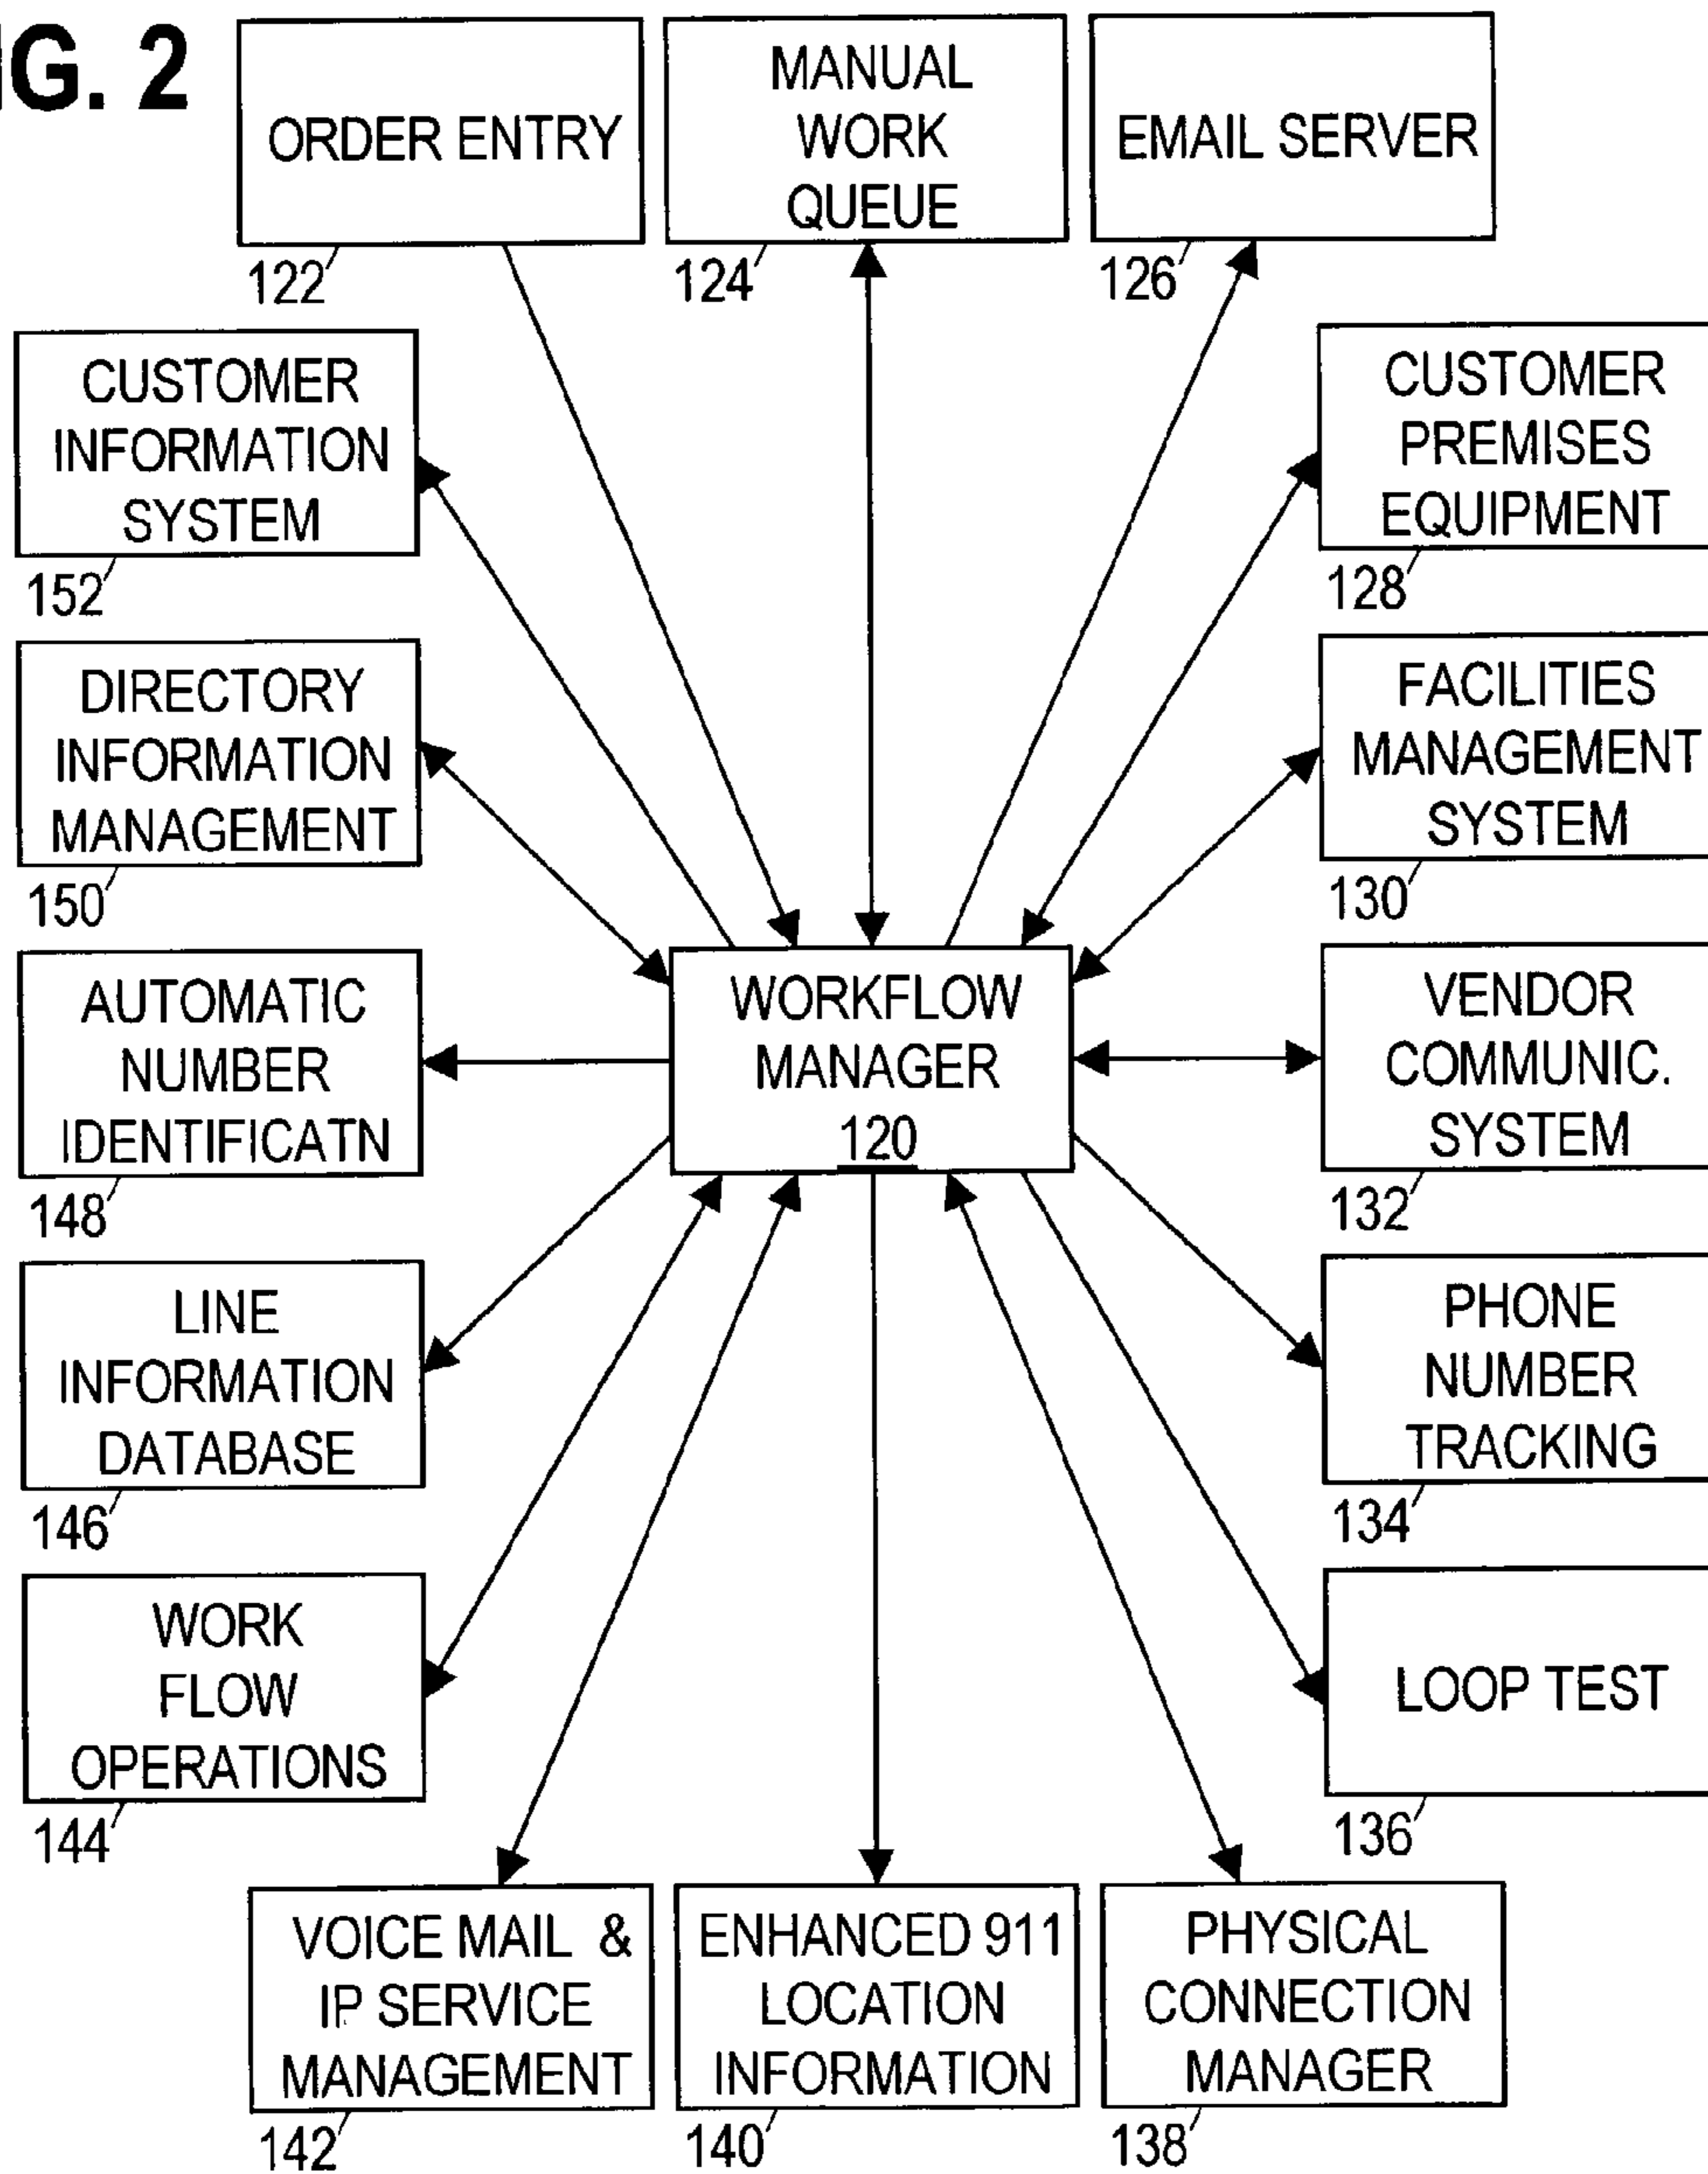 IG. 2
ORDER ENTRY
122
MANUAL
WORK
QUEUE
124
EMAIL SERVER
126
CUSTOMER
INFORMATION
SYSTEM
152
CUSTOMER
PREMISES
EQUIPMENT
128
DIRECTORY
INFORMATION
MANAGEMENT
150
FACILITIES
MANAGEMENT
SYSTEM
130
AUTOMATIC
NUMBER
IDENTIFICATN
148
WORKFLOW
MANAGER
120
VENDOR
COMMUNIC.
SYSTEM
132
LINE
INFORMATION
DATABASE
146
PHONE
NUMBER
TRACKING
134
WORK
FLOW
OPERATIONS
144
LOOP TEST
136
VOICE MAIL &
IP SERVICE
MANAGEMENT
142
ENHANCED 911
LOCATION
INFORMATION
140
PHYSICAL
CONNECTION
MANAGER
138